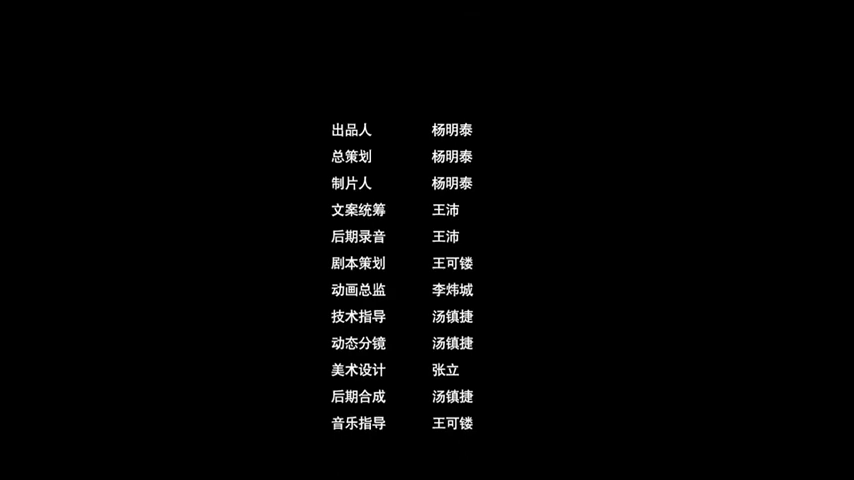 出品人 杨明泰
总策划 杨明泰
制片人 杨明泰
文案统筹 王沛
后期录音 王沛
剧本策划 王可镂
动画总监 李炜城
技术指导 汤镇捷
动态分镜 汤镇捷
美术设计 张立
后期合成 汤镇捷
音乐指导 王可镂